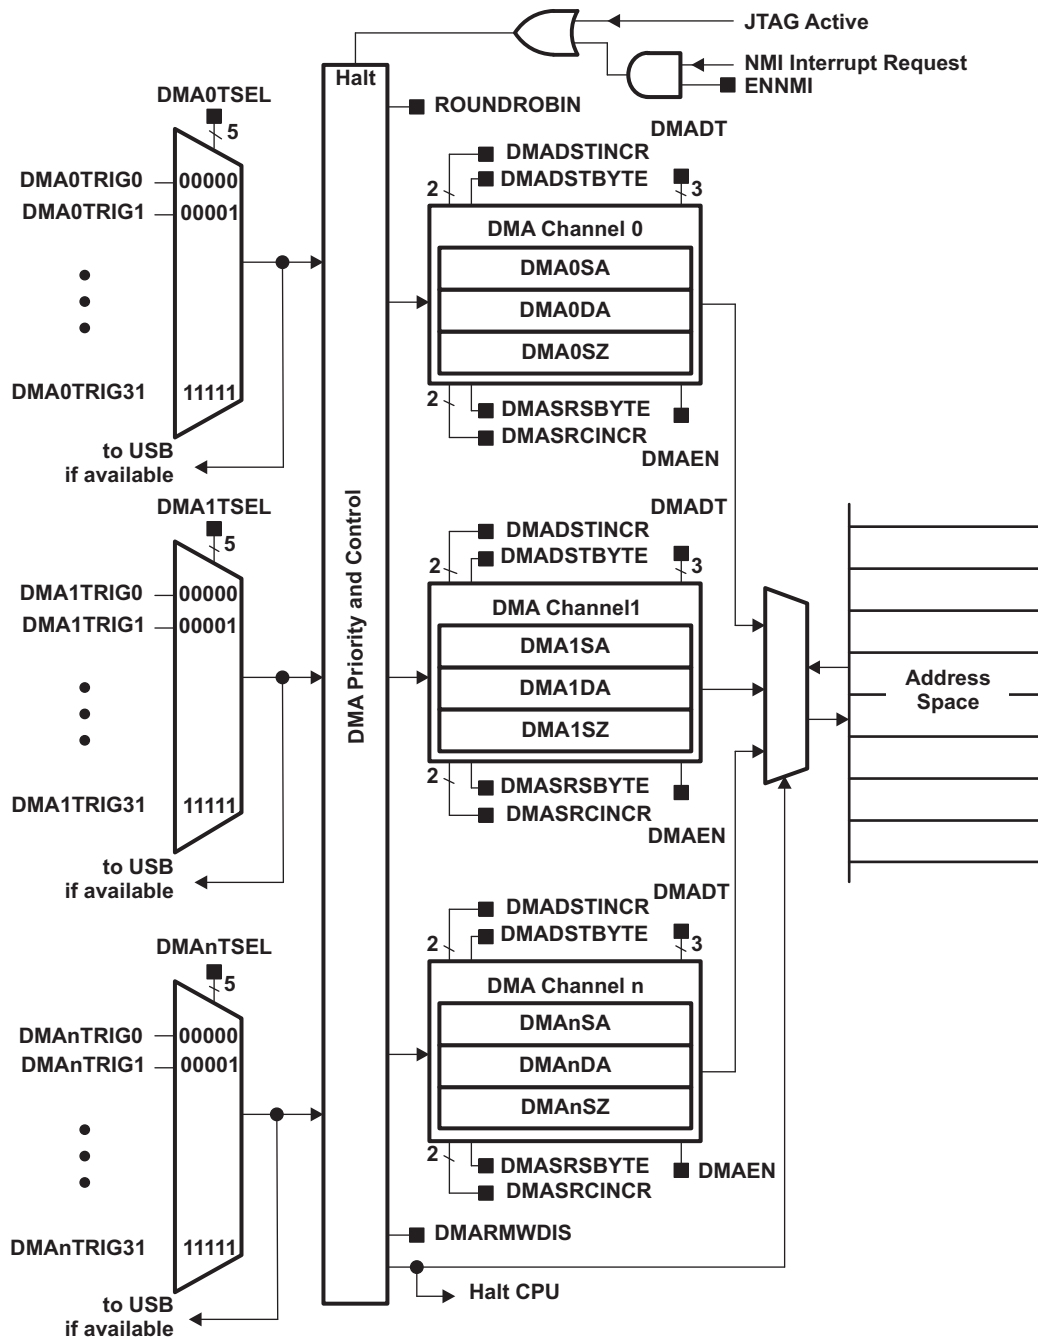 JTAG Active
NMI Interrupt Request
ENNMI
Halt
ROUNDROBIN
DMA Priority and Control
DMA0TSEL
5
DMA0TRIG0
00000
DMA0TRIG1
00001
DMA0TRIG31
11111
to USB
if available
DMADT
DMADSTINCR
DMADSTBYTE
2
3
DMA Channel 0
DMA0SA
DMA0DA
DMA0SZ
2
DMASRSBYTE
DMASRCINCR
DMAEN
DMA1TSEL
5
DMA1TRIG0
00000
DMA1TRIG1
00001
DMA1TRIG31
11111
to USB
if available
DMADT
DMADSTINCR
DMADSTBYTE
2
3
DMA Channel1
DMA1SA
DMA1DA
DMA1SZ
2
DMASRSBYTE
DMASRCINCR
DMAEN
Address
Space
DMAnTSEL
5
DMAnTRIG0
00000
DMAnTRIG1
00001
DMAnTRIG31
11111
to USB
if available
DMADT
DMADSTINCR
DMADSTBYTE
2
3
DMA Channel n
DMAnSA
DMAnDA
DMAnSZ
2
DMASRSBYTE
DMASRCINCR
DMAEN
DMARMWDIS
Halt CPU